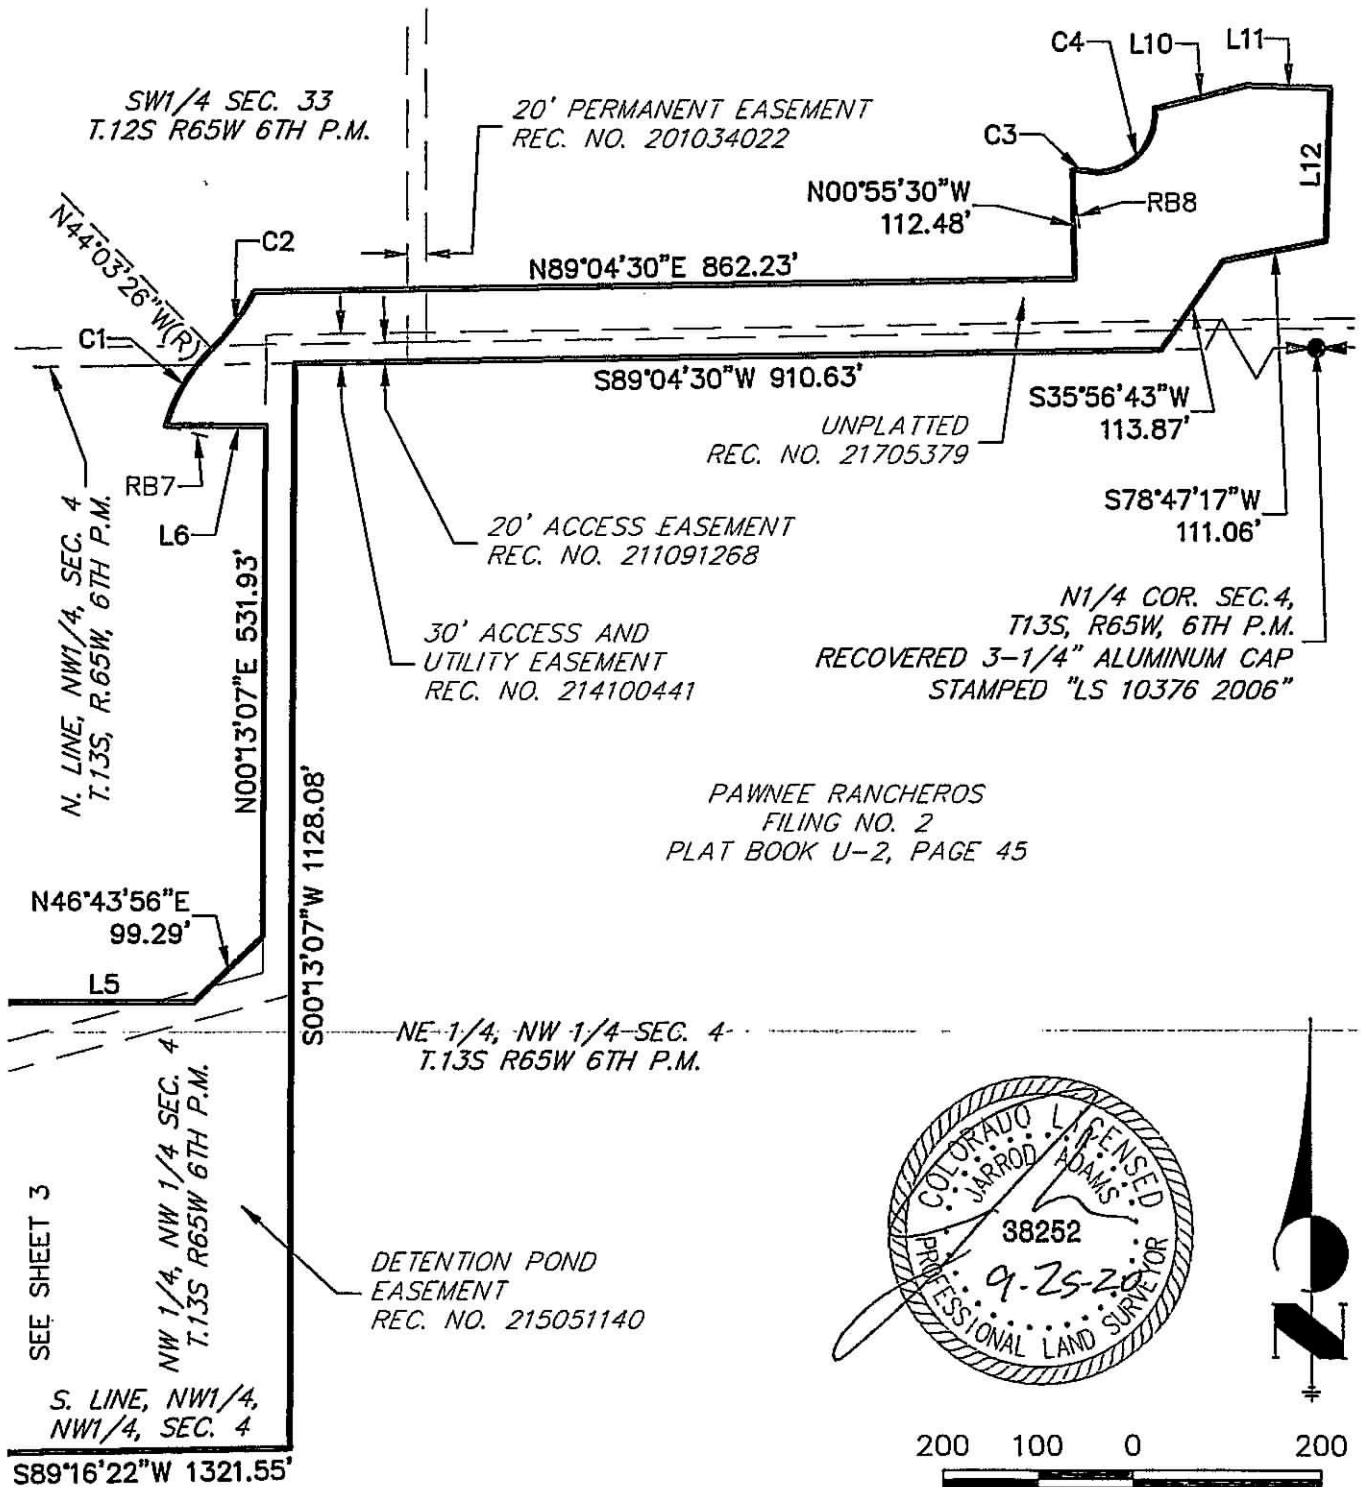 SW1/4 SEC. 33
T.12S R65W 6TH P.M.
20' PERMANENT EASEMENT
REC. NO. 201034022
C4
L10
L11
C3
N00°55'30"W
112.48'
RB8
L12
N44°03'26"W(R)
C2
C1
N89°04'30"E 862.23'
S89°04'30"W 910.63'
UNPLATTED
REC. NO. 21705379
S35°56'43"W
113.87'
S78°47'17"W
111.06'
RB7
L6
N. LINE, NW1/4, SEC. 4
T.13S, R.65W, 6TH P.M.
20' ACCESS EASEMENT
REC. NO. 211091268
30' ACCESS AND
UTILITY EASEMENT
REC. NO. 214100441
N1/4 COR. SEC.4,
T13S, R65W, 6TH P.M.
RECOVERED 3-1/4" ALUMINUM CAP
STAMPED "LS 10376 2006"
N00°13'07"E 531.93'
S00°13'07"W 1128.08'
PAWNEE RANCHEROS
FILING NO. 2
PLAT BOOK U-2, PAGE 45
N46°43'56"E
99.29'
L5
NE 1/4, NW 1/4 SEC. 4
T.13S R65W 6TH P.M.
NW 1/4, NW 1/4 SEC. 4
T.13S R65W 6TH P.M.
SEE SHEET 3
DETENTION POND
EASEMENT
REC. NO. 215051140
S. LINE, NW1/4,
NW1/4, SEC. 4
S89°16'22"W 1321.55'
COLORADO LICENSED
JARROD ADAMS
38252
9-25-20
PROFESSIONAL LAND SURVEYOR
N
200 100 0 200